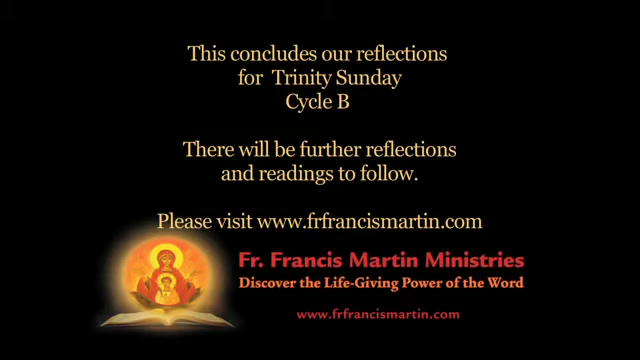 This concludes our reflections
for Trinity Sunday
Cycle B
There will be further reflections
and readings to follow.
Please visit www.frfrancismartin.com
Fr. Francis Martin Ministries
Discover the Life-Giving Power of the Word
www.frfrancismartin.com